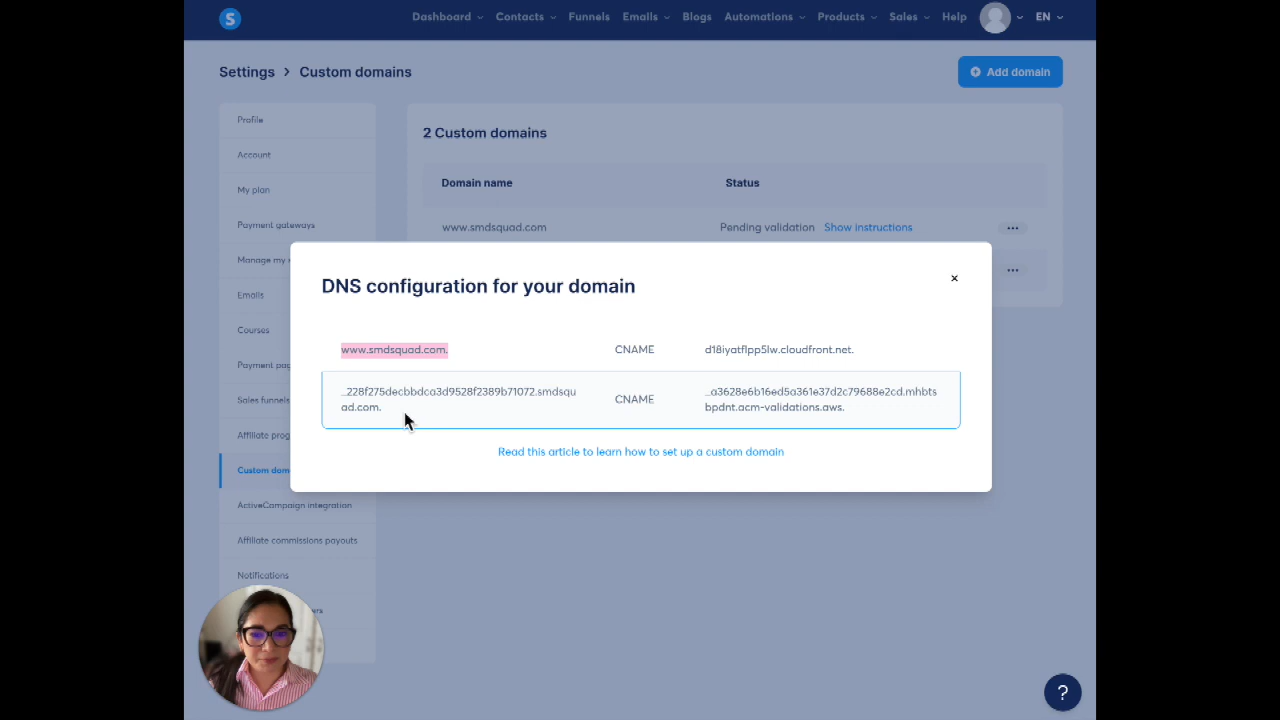 S
Dashboard Contacts Funnels Emails Blogs Automations Products Sales Help EN
Settings > Custom domains
Add domain
Profile
Account
My plan
Payment gateways
Manage my
Emails
Courses
Payment pag
Sales funnels
Affiliate prog
Custom dom
ActiveCampaign integration
Affiliate commissions payouts
Notifications
2 Custom domains
Domain name Status
www.smdsquad.com Pending validation Show instructions
DNS configuration for your domain
×
www.smdsquad.com. CNAME d18iyatflpp5lw.cloudfront.net.
_228f275decbbdca3d9528f2389b71072.smdsqu
ad.com.
CNAME
_a3628e6b16ed5a361e37d2c79688e2cd.mhbts
bpdnt.acm-validations.aws.
Read this article to learn how to set up a custom domain
?